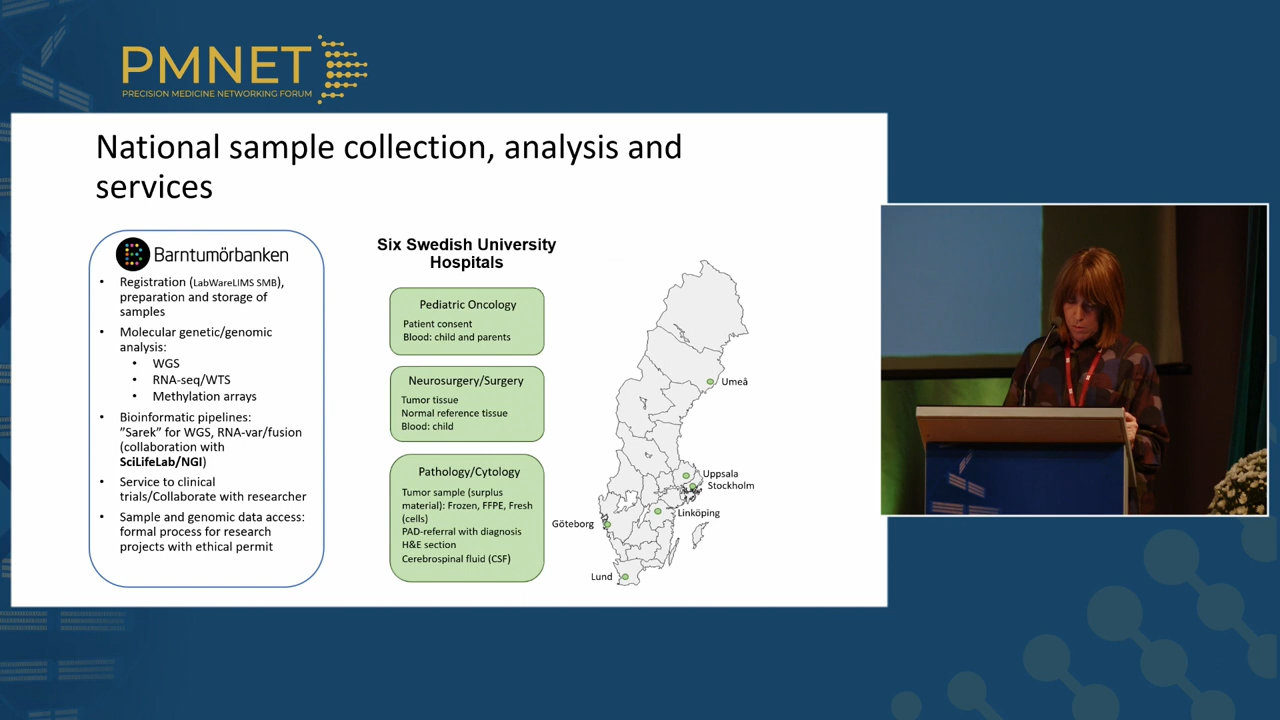 PMNET
PRECISION MEDICINE NETWORKING FORUM
National sample collection, analysis and
services
Barntumörbanken
• Registration (LabWareLIMS SMB),
preparation and storage of
samples
• Molecular genetic/genomic
analysis:
• WGS
• RNA-seq/WTS
• Methylation arrays
• Bioinformatic pipelines:
”Sarek” for WGS, RNA-var/fusion
(collaboration with
SciLifeLab/NGI)
• Service to clinical
trials/Collaborate with researcher
• Sample and genomic data access:
formal process for research
projects with ethical permit
Six Swedish University
Hospitals
Pediatric Oncology
Patient consent
Blood: child and parents
Neurosurgery/Surgery
Tumor tissue
Normal reference tissue
Blood: child
Pathology/Cytology
Tumor sample (surplus
material): Frozen, FFPE, Fresh
(cells)
PAD-referral with diagnosis
H&E section
Cerebrospinal fluid (CSF)
Umeå
Uppsala
Stockholm
Linköping
Göteborg
Lund